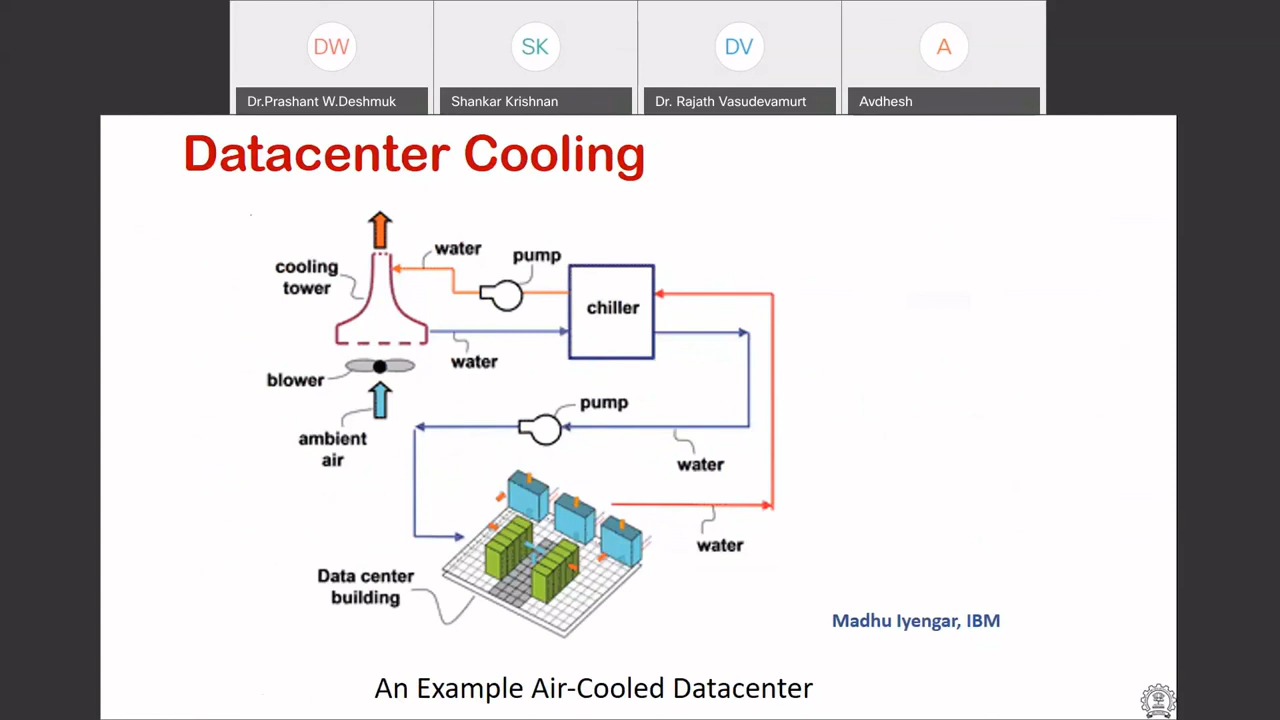 DW
SK
DV
A
Dr.Prashant W.Deshmuk
Shankar Krishnan
Dr. Rajath Vasudevamurt
Avdhesh
Datacenter Cooling
water
pump
cooling
tower
chiller
water
blower
pump
ambient
air
water
water
Data center
building
Madhu Iyengar, IBM
An Example Air-Cooled Datacenter